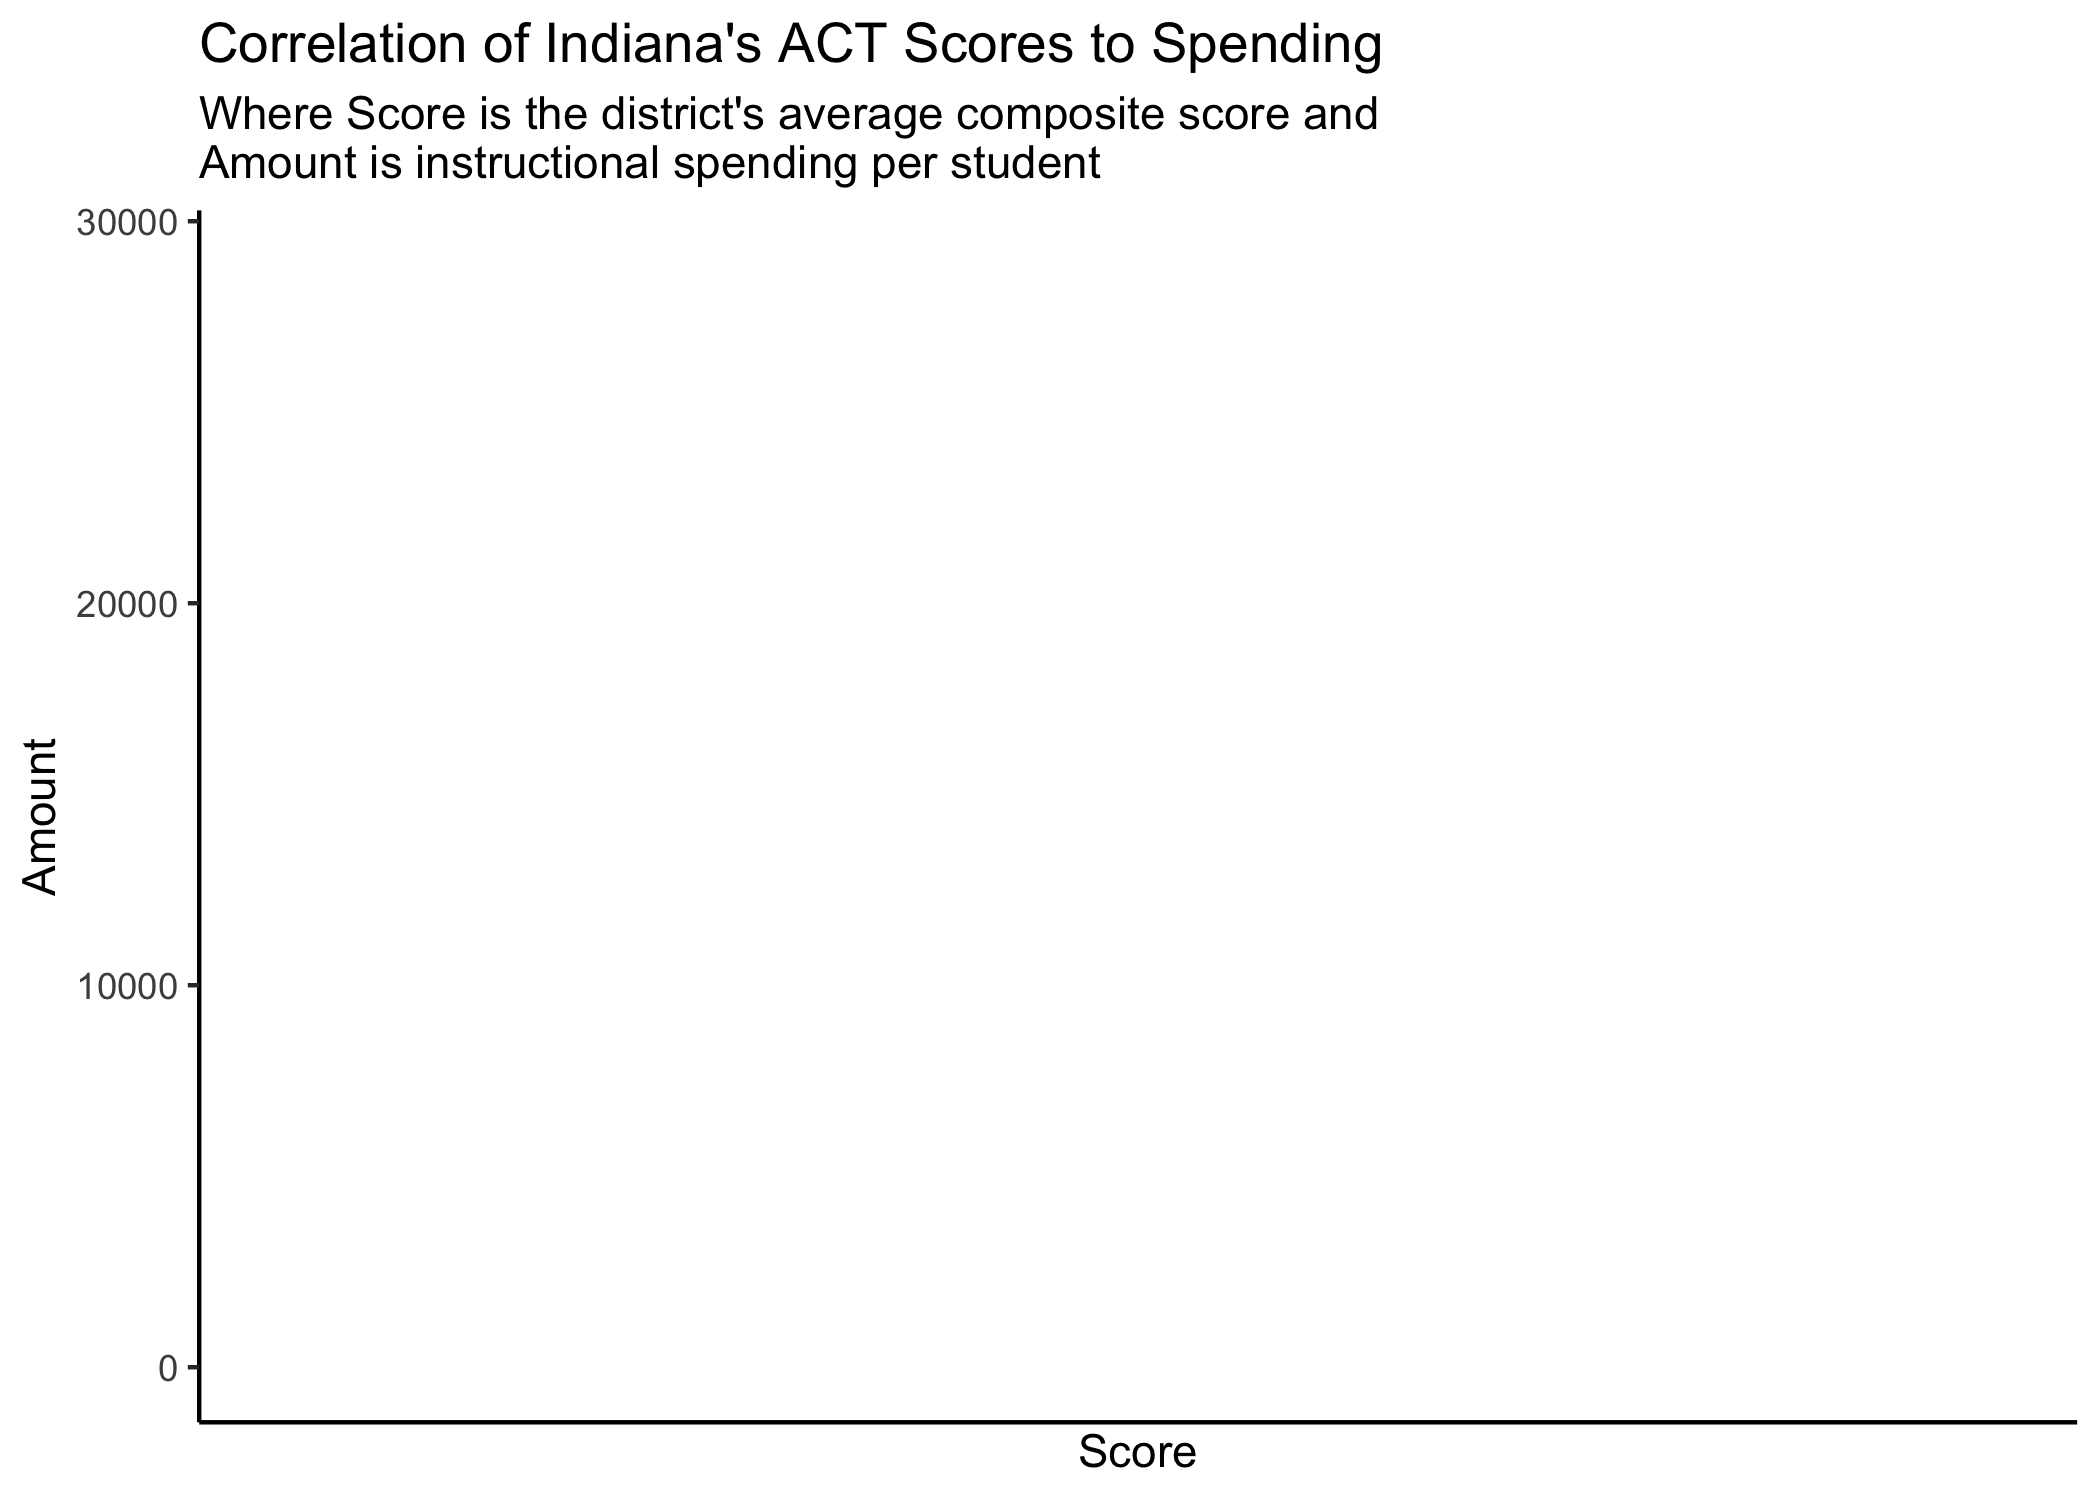 Correlation of Indiana's ACT Scores to Spending
Where Score is the district's average composite score and
Amount is instructional spending per student
30000
20000
10000
0
Amount
Score